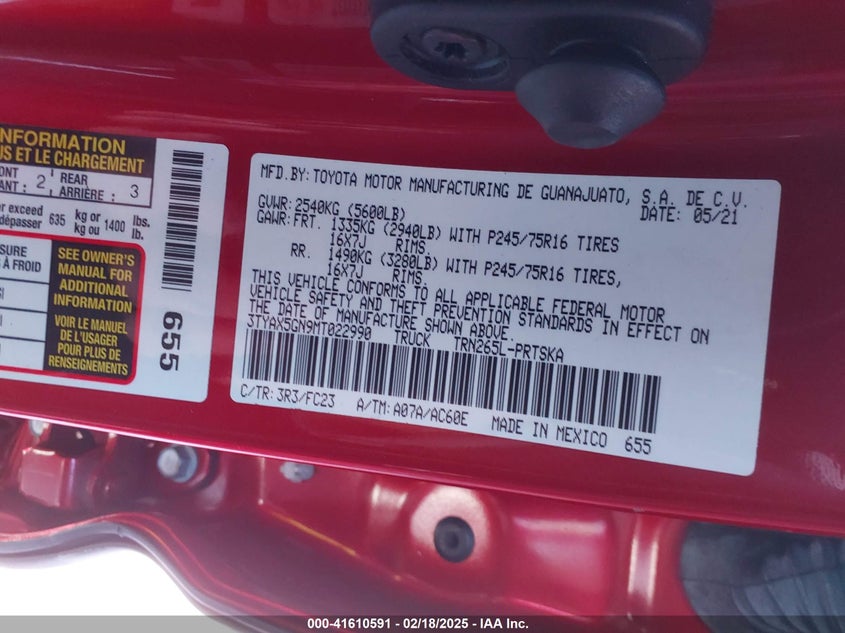 INFORMATION
US ET LE CHARGEMENT
ONT 2 REAR 3
ANT : ARRIÈRE :
er exceed 635 kg or 1400 lbs.
dépasser kg ou lb.
SURE
S À FROID
SEE OWNER'S
MANUAL FOR
ADDITIONAL
INFORMATION
VOIR LE MANUEL
DE L'USAGER
POUR PLUS DE
RENSEIGNEMENTS
655
MFD.BY: TOYOTA MOTOR MANUFACTURING DE GUANAJUATO, S.A. DE C.V.
GVWR: 2540KG (5600LB) DATE: 05/21
GAWR: FRT. 1335KG (2940LB) WITH P245/75R16 TIRES
16X7J RIMS,
RR. 1490KG (3280LB) WITH P245/75R16 TIRES,
16X7J RIMS.
THIS VEHICLE CONFORMS TO ALL APPLICABLE FEDERAL MOTOR
VEHICLE SAFETY AND THEFT PREVENTION STANDARDS IN EFFECT ON
THE DATE OF MANUFACTURE SHOWN ABOVE.
3TYAX5GN9MT022990 TRUCK TRN265L-PRTSKA
C/TR: 3R3/FC23 A/TM: A07A/AC60E MADE IN MEXICO 655
000-41610591 / 02/18/2025 - © IAA Inc.